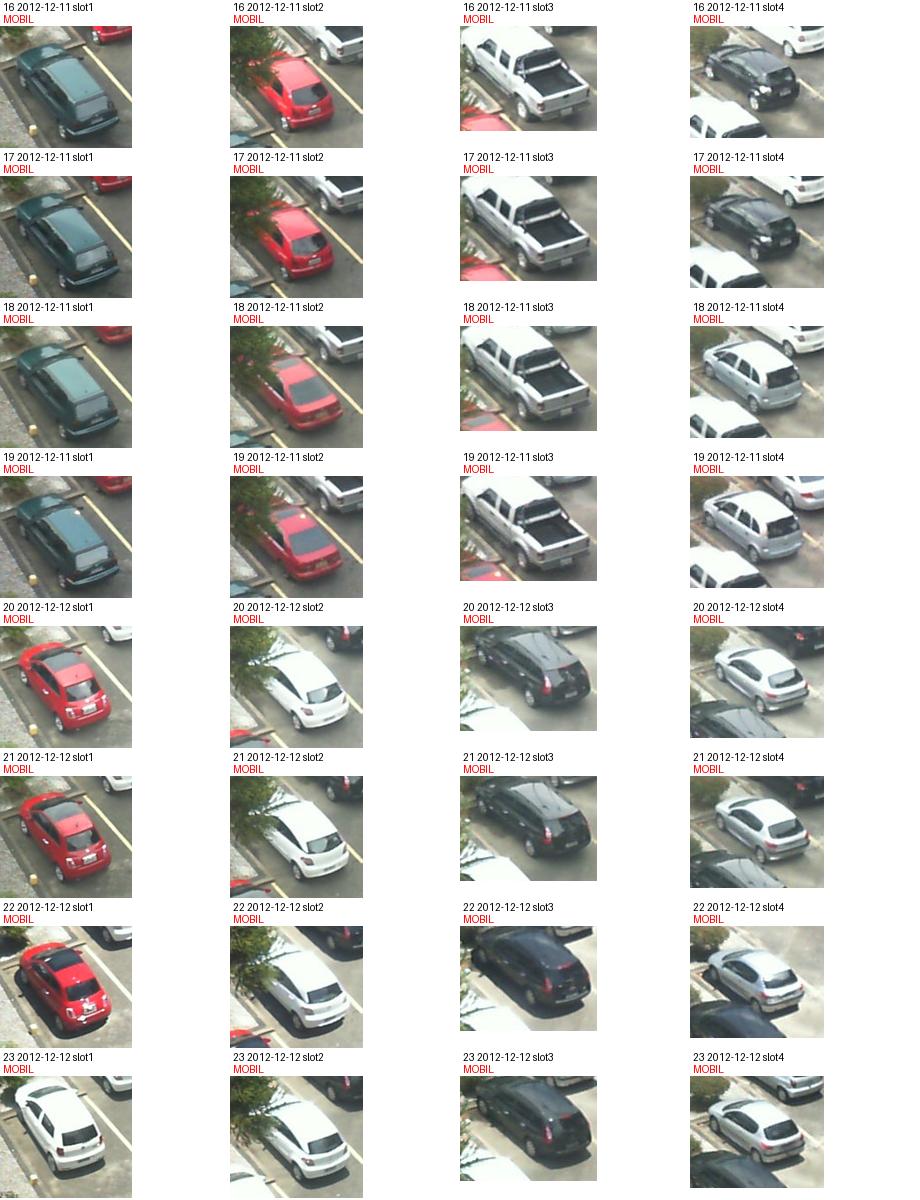 16 2012-12-11 slot1
MOBIL
16 2012-12-11 slot2
MOBIL
16 2012-12-11 slot3
MOBIL
16 2012-12-11 slot4
MOBIL
17 2012-12-11 slot1
MOBIL
17 2012-12-11 slot2
MOBIL
17 2012-12-11 slot3
MOBIL
17 2012-12-11 slot4
MOBIL
18 2012-12-11 slot1
MOBIL
18 2012-12-11 slot2
MOBIL
18 2012-12-11 slot3
MOBIL
18 2012-12-11 slot4
MOBIL
19 2012-12-11 slot1
MOBIL
19 2012-12-11 slot2
MOBIL
19 2012-12-11 slot3
MOBIL
19 2012-12-11 slot4
MOBIL
20 2012-12-12 slot1
MOBIL
20 2012-12-12 slot2
MOBIL
20 2012-12-12 slot3
MOBIL
20 2012-12-12 slot4
MOBIL
21 2012-12-12 slot1
MOBIL
21 2012-12-12 slot2
MOBIL
21 2012-12-12 slot3
MOBIL
21 2012-12-12 slot4
MOBIL
22 2012-12-12 slot1
MOBIL
22 2012-12-12 slot2
MOBIL
22 2012-12-12 slot3
MOBIL
22 2012-12-12 slot4
MOBIL
23 2012-12-12 slot1
MOBIL
23 2012-12-12 slot2
MOBIL
23 2012-12-12 slot3
MOBIL
23 2012-12-12 slot4
MOBIL